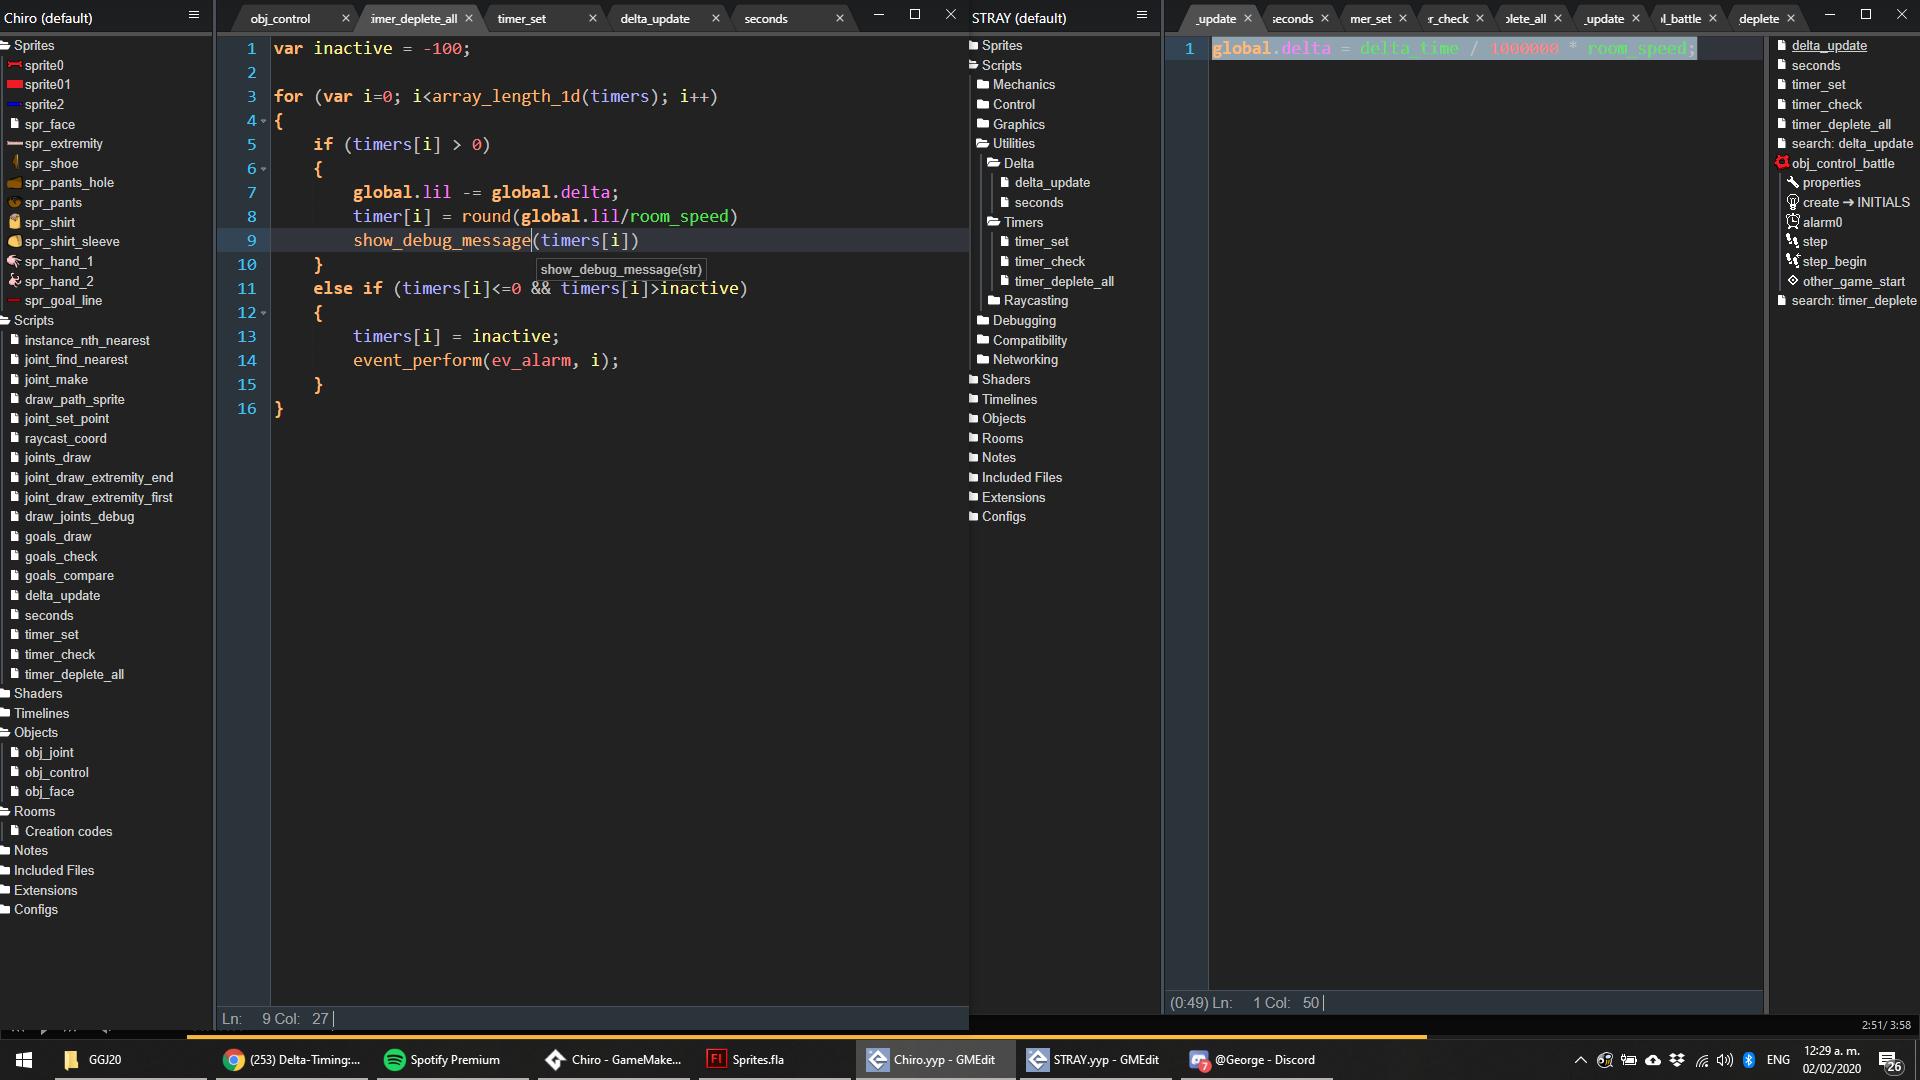 Chiro (default)
Sprites
sprite0
sprite01
sprite2
spr_face
spr_extremity
spr_shoe
spr_pants_hole
spr_pants
spr_shirt
spr_shirt_sleeve
spr_hand_1
spr_hand_2
spr_goal_line
Scripts
instance_nth_nearest
joint_find_nearest
joint_make
draw_path_sprite
joint_set_point
raycast_coord
joints_draw
joint_draw_extremity_end
joint_draw_extremity_first
draw_joints_debug
goals_draw
goals_check
goals_compare
delta_update
seconds
timer_set
timer_check
timer_deplete_all
Shaders
Timelines
Objects
obj_joint
obj_control
obj_face
Rooms
Creation codes
Notes
Included Files
Extensions
Configs
obj_control
imer_deplete_all
timer_set
delta_update
seconds
1 var inactive = -100;
2
3 for (var i=0; i<array_length_1d(timers); i++)
4 {
5 if (timers[i] > 0)
6 {
7 global.lil -= global.delta;
8 timer[i] = round(global.lil/room_speed)
9 show_debug_message(timers[i])
10 }
show_debug_message(str)
11 else if (timers[i]<=0 && timers[i]>inactive)
12 {
13 timers[i] = inactive;
14 event_perform(ev_alarm, i);
15 }
16 }
Ln: 9 Col: 27
STRAY (default)
Sprites
Scripts
Mechanics
Control
Graphics
Utilities
Delta
delta_update
seconds
Timers
timer_set
timer_check
timer_deplete_all
Raycasting
Debugging
Compatibility
Networking
Shaders
Timelines
Objects
Rooms
Notes
Included Files
Extensions
Configs
_update
seconds
mer_set
r_check
plete_all
_update
l_battle
deplete
1 global.delta = delta_time / 1000000 * room_speed;
(0:49) Ln: 1 Col: 50
delta_update
seconds
timer_set
timer_check
timer_deplete_all
search: delta_update
obj_control_battle
properties
create → INITIALS
alarm0
step
step_begin
other_game_start
search: timer_deplete
2:51/ 3:58
GGJ20
(253) Delta-Timing:...
Spotify Premium
Chiro - GameMake...
Fl Sprites.fla
Chiro.yyp - GMEdit
STRAY.yyp - GMEdit
7 @George - Discord
ENG
12:29 a. m.
02/02/2020
26